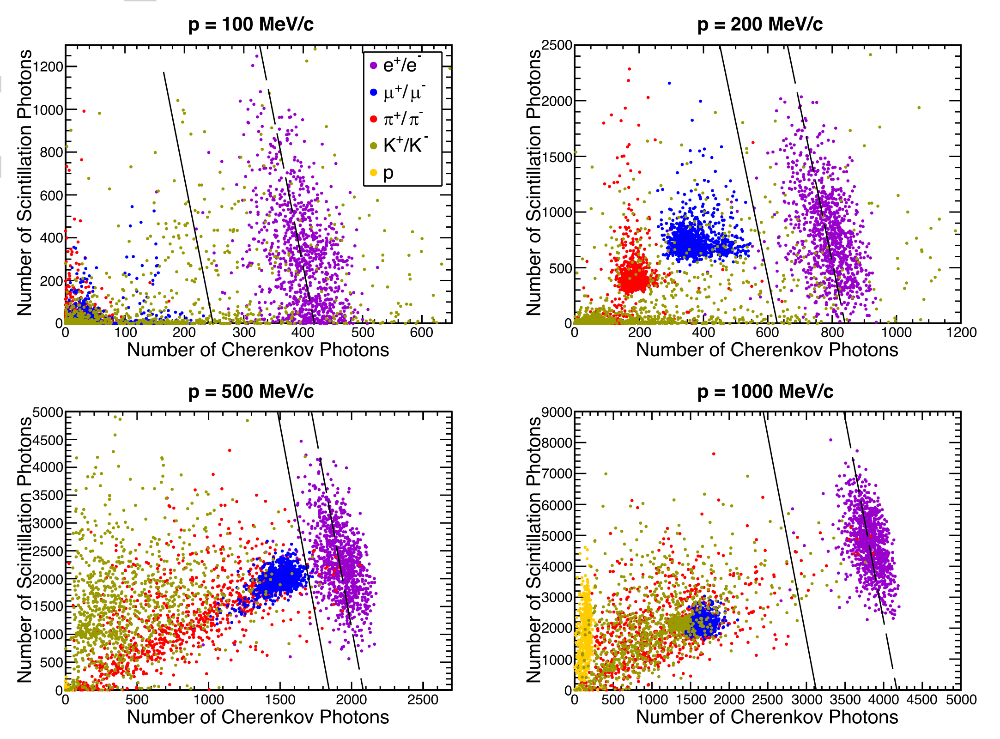 p = 100 MeV/c
Number of Scintillation Photons
1200
1000
800
600
400
200
0
0 100 200 300 400 500 600
Number of Cherenkov Photons
e⁺/e⁻
μ⁺/μ⁻
π⁺/π⁻
K⁺/K⁻
p
p = 200 MeV/c
Number of Scintillation Photons
2500
2000
1500
1000
500
0
0 200 400 600 800 1000 1200
Number of Cherenkov Photons
p = 500 MeV/c
Number of Scintillation Photons
5000
4500
4000
3500
3000
2500
2000
1500
1000
500
0
0 500 1000 1500 2000 2500
Number of Cherenkov Photons
p = 1000 MeV/c
Number of Scintillation Photons
9000
8000
7000
6000
5000
4000
3000
2000
1000
0
0 500 1000 1500 2000 2500 3000 3500 4000 4500 5000
Number of Cherenkov Photons